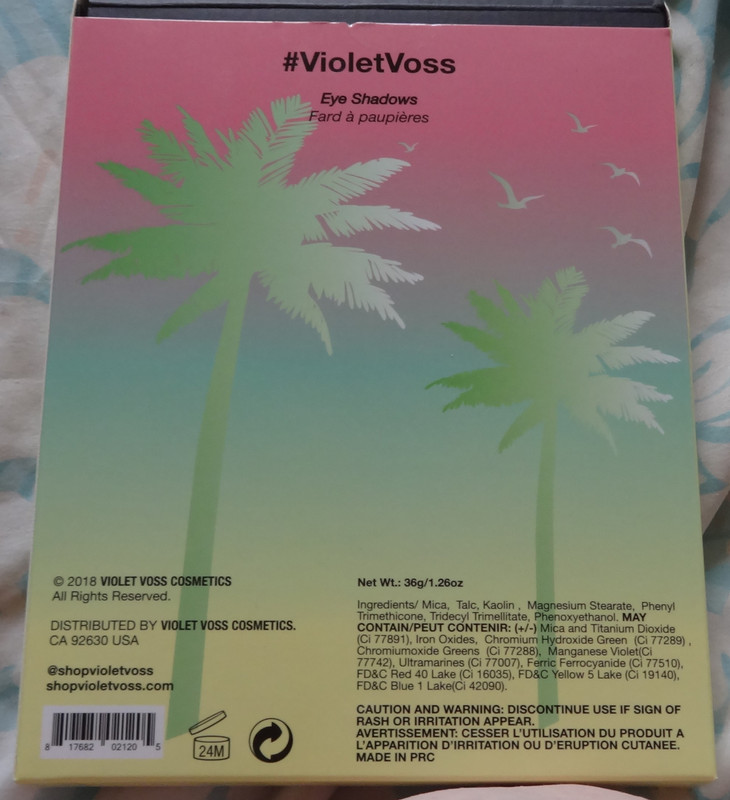 #VioletVoss
Eye Shadows
Fard à paupières
© 2018 VIOLET VOSS COSMETICS
All Rights Reserved.
DISTRIBUTED BY VIOLET VOSS COSMETICS.
CA 92630 USA
@shopvioletvoss
shopvioletvoss.com
8 17682 02120 5
24M
Net Wt.: 36g/1.26oz
Ingredients/ Mica, Talc, Kaolin , Magnesium Stearate, Phenyl
Trimethicone, Tridecyl Trimellitate, Phenoxyethanol. MAY
CONTAIN/PEUT CONTENIR: (+/-) Mica and Titanium Dioxide
(Ci 77891), Iron Oxides, Chromium Hydroxide Green (Ci 77289) ,
Chromiumoxide Greens (Ci 77288), Manganese Violet(Ci
77742), Ultramarines (Ci 77007), Ferric Ferrocyanide (Ci 77510),
FD&C Red 40 Lake (Ci 16035), FD&C Yellow 5 Lake (Ci 19140),
FD&C Blue 1 Lake(Ci 42090).
CAUTION AND WARNING: DISCONTINUE USE IF SIGN OF
RASH OR IRRITATION APPEAR.
AVERTISSEMENT: CESSER L'UTILISATION DU PRODUIT A
L'APPARITION D'IRRITATION OU D'ERUPTION CUTANEE.
MADE IN PRC